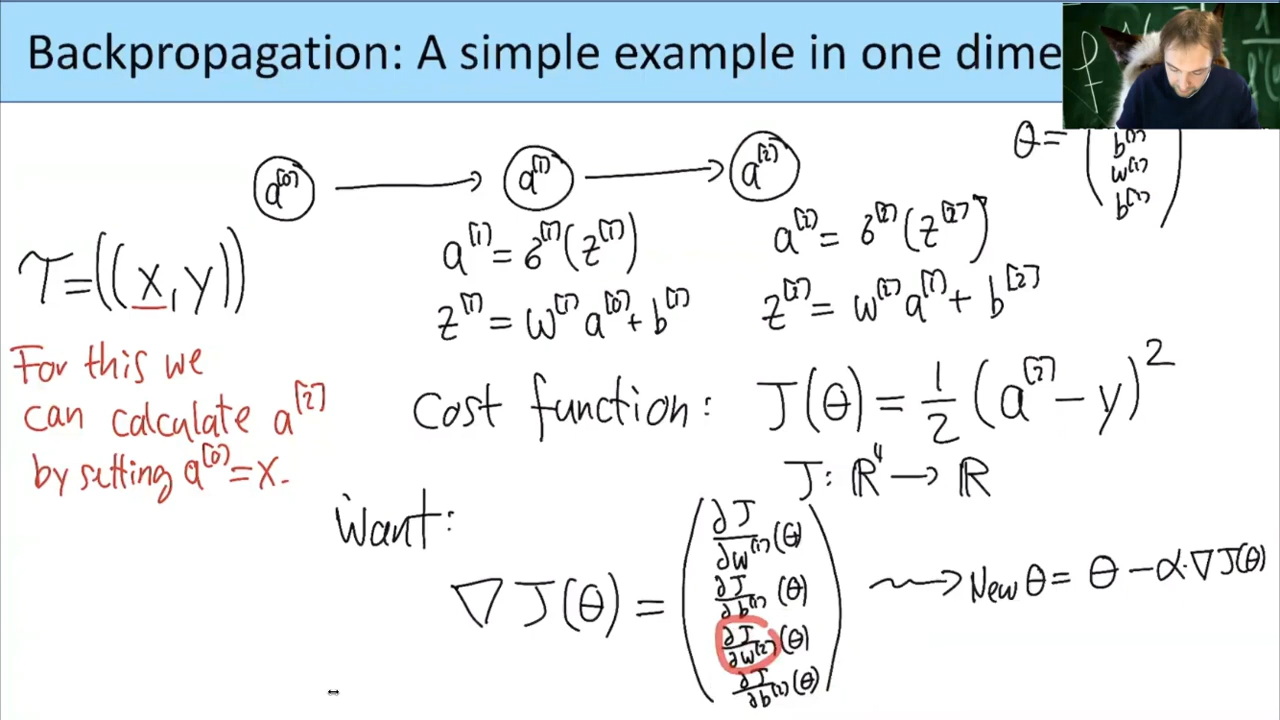 Backpropagation: A simple example in one dime
a^[0] → a^[1] → a^[2]
θ = ( b^[1] w^[2] b^[2] )
a^[1] = σ^[1](z^[1])
a^[2] = σ^[2](z^[2])
T = ((x, y))
z^[1] = w^[1] a^[0] + b^[1]
z^[2] = w^[2] a^[1] + b^[2]
For this we
can calculate a^[2]
by setting a^[0] = x.
Cost function: J(θ) = 1/2 (a^[2] − y)^2
J: ℝ^4 → ℝ
Want:
∇J(θ) = ( ∂J/∂w^[1] (θ)
∂J/∂b^[1] (θ)
∂J/∂w^[2] (θ)
∂J/∂b^[2] (θ) ) ⇝ New θ = θ − α·∇J(θ)